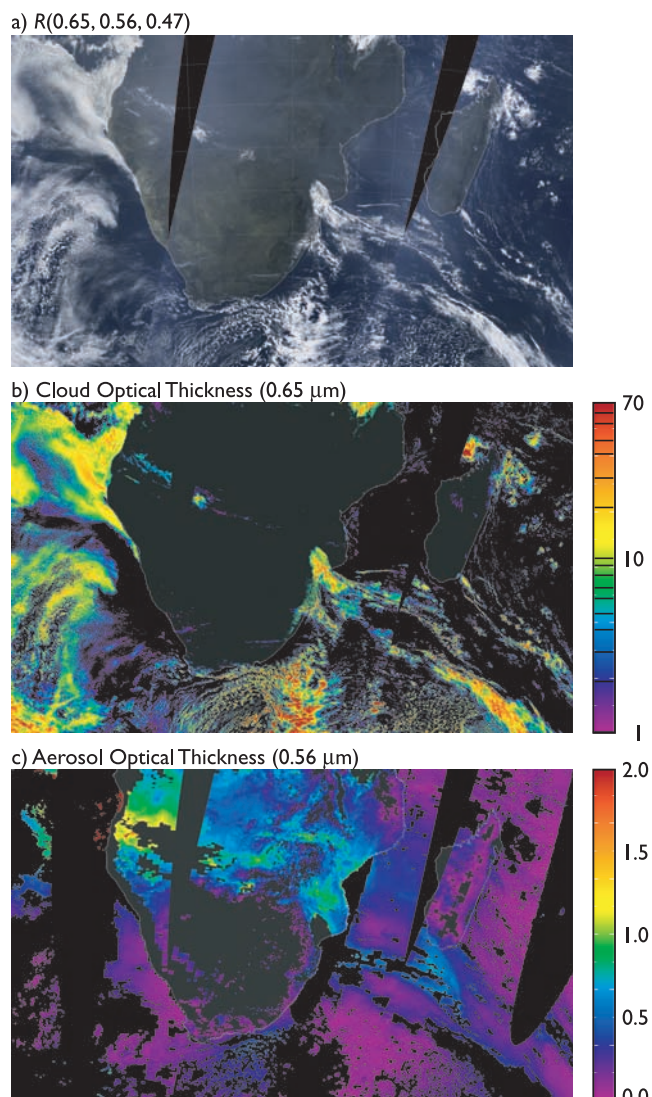 a) R(0.65, 0.56, 0.47)
b) Cloud Optical Thickness (0.65 μm)
70
10
1
c) Aerosol Optical Thickness (0.56 μm)
2.0
1.5
1.0
0.5
0.0